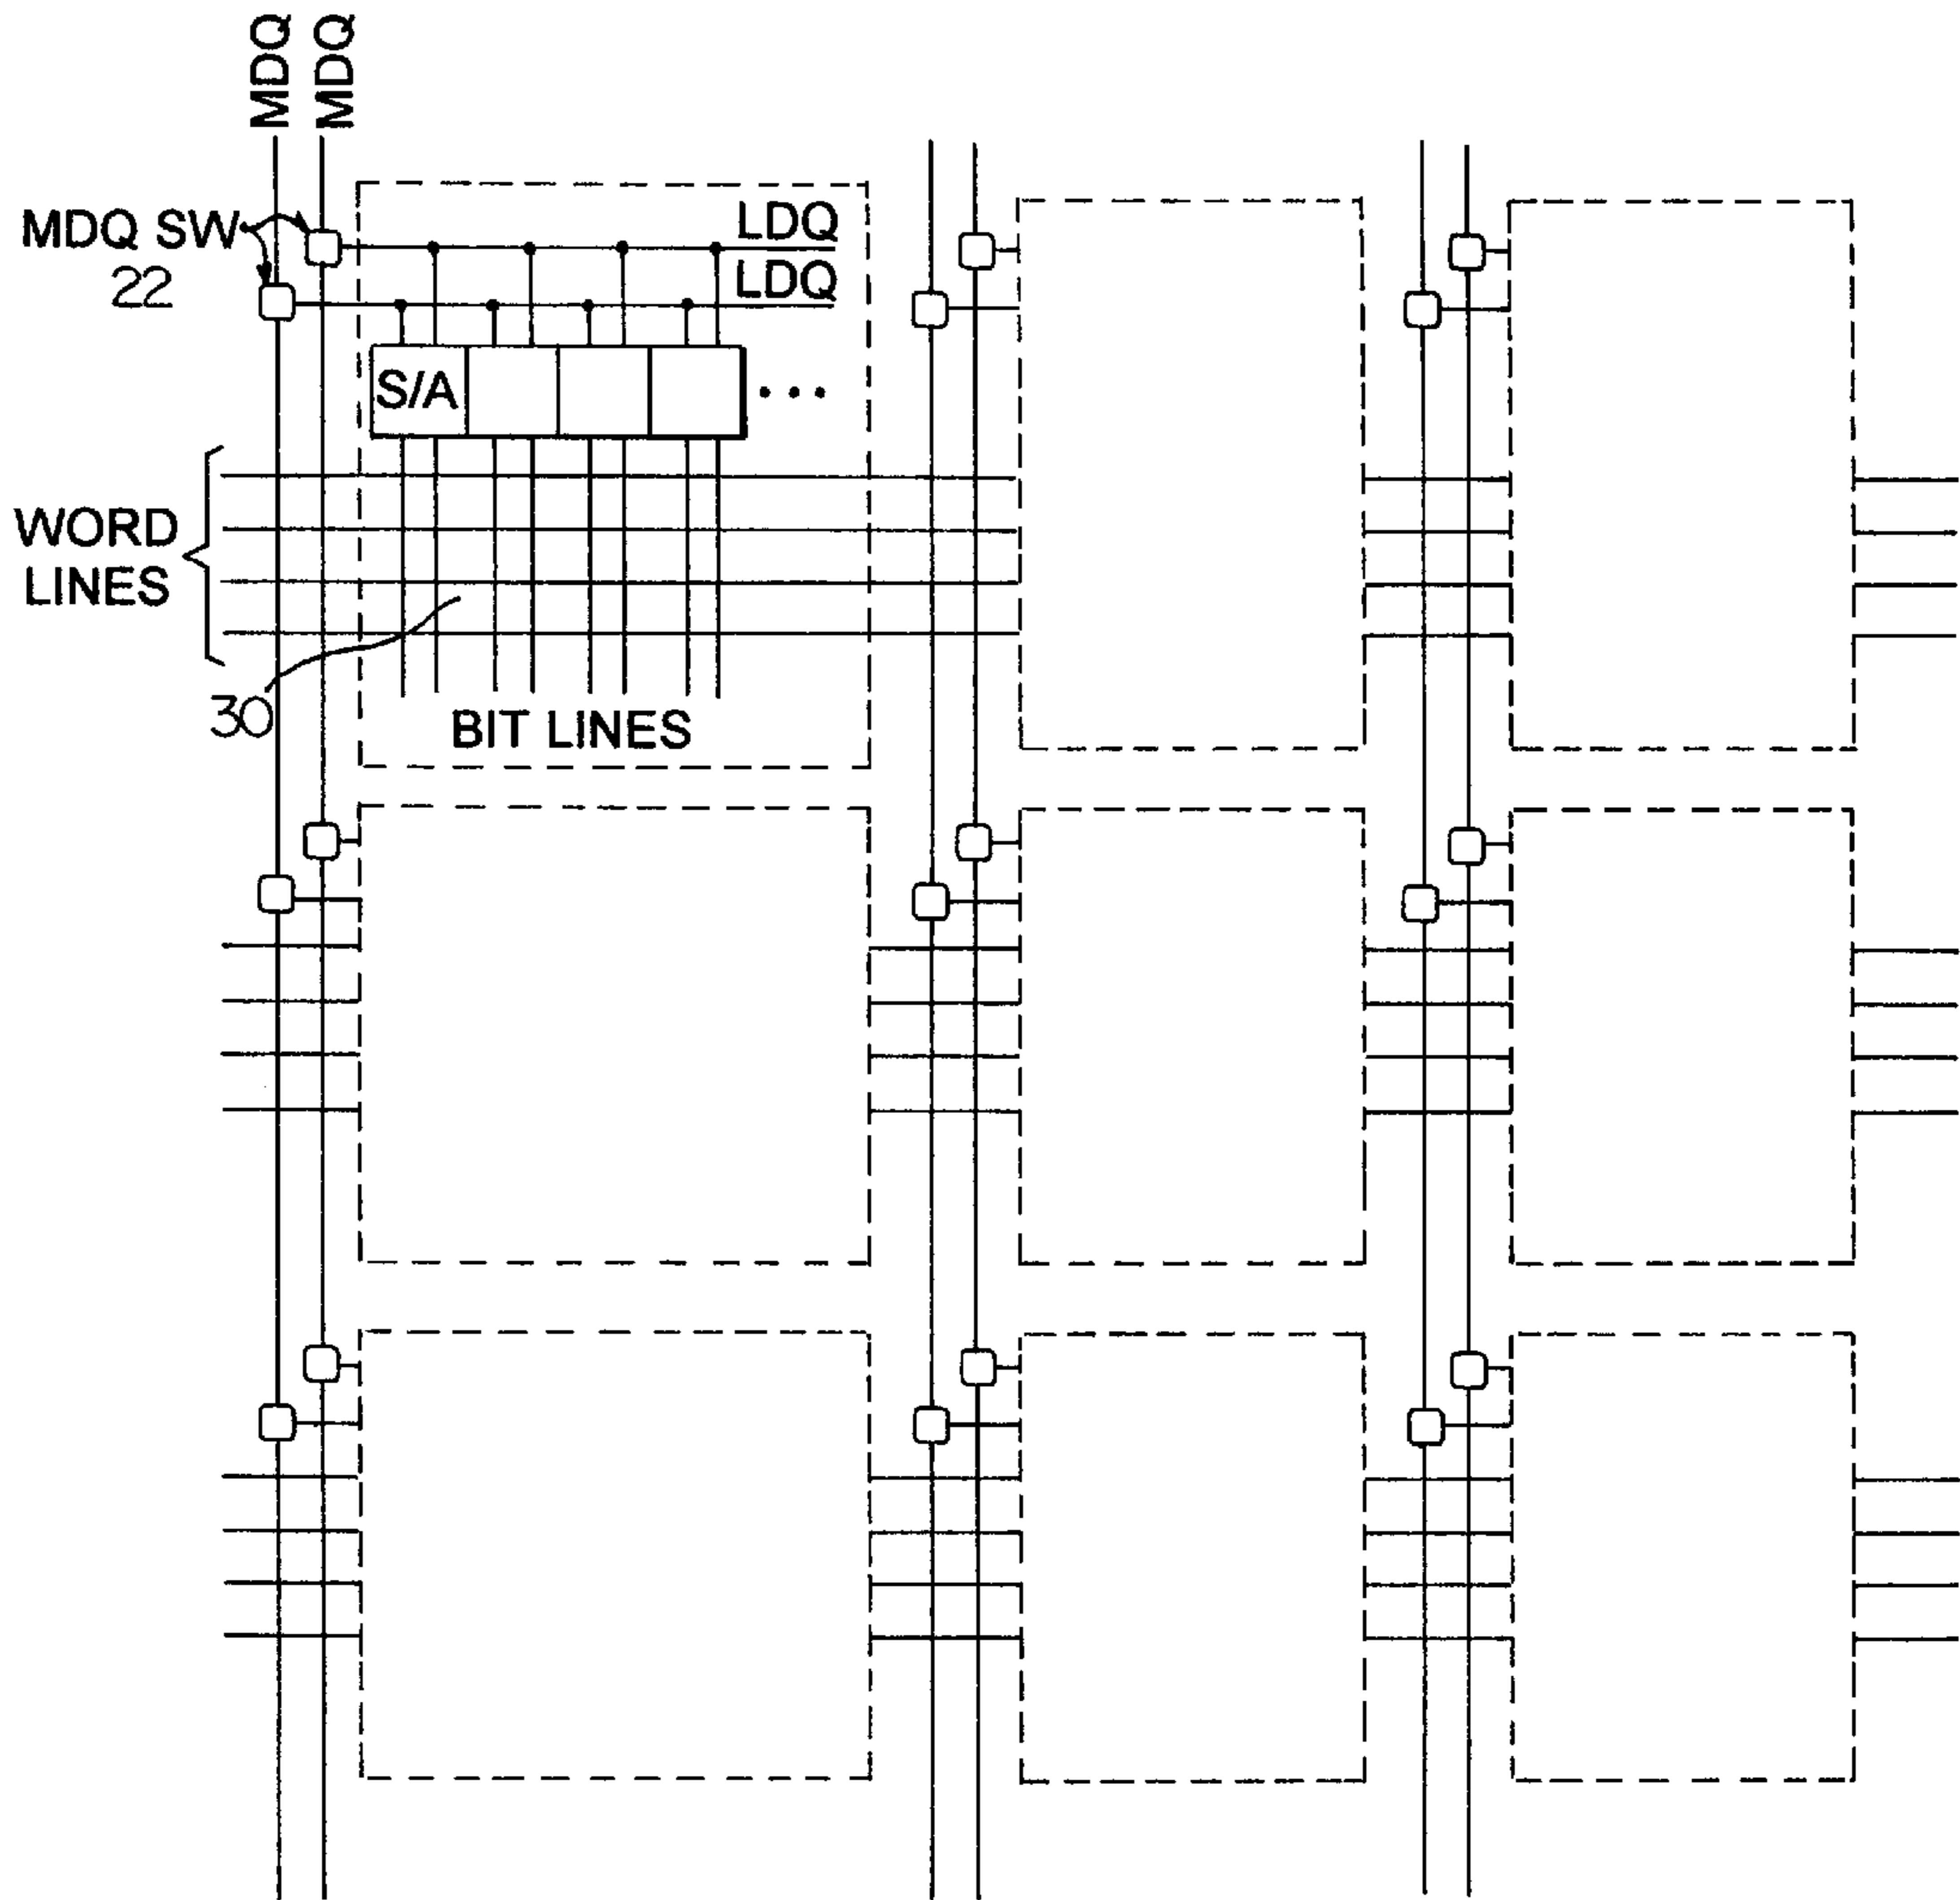 MDQ
MDQ
MDQ SW
22
LDQ
LDQ
S/A
WORD
LINES
30
BIT LINES